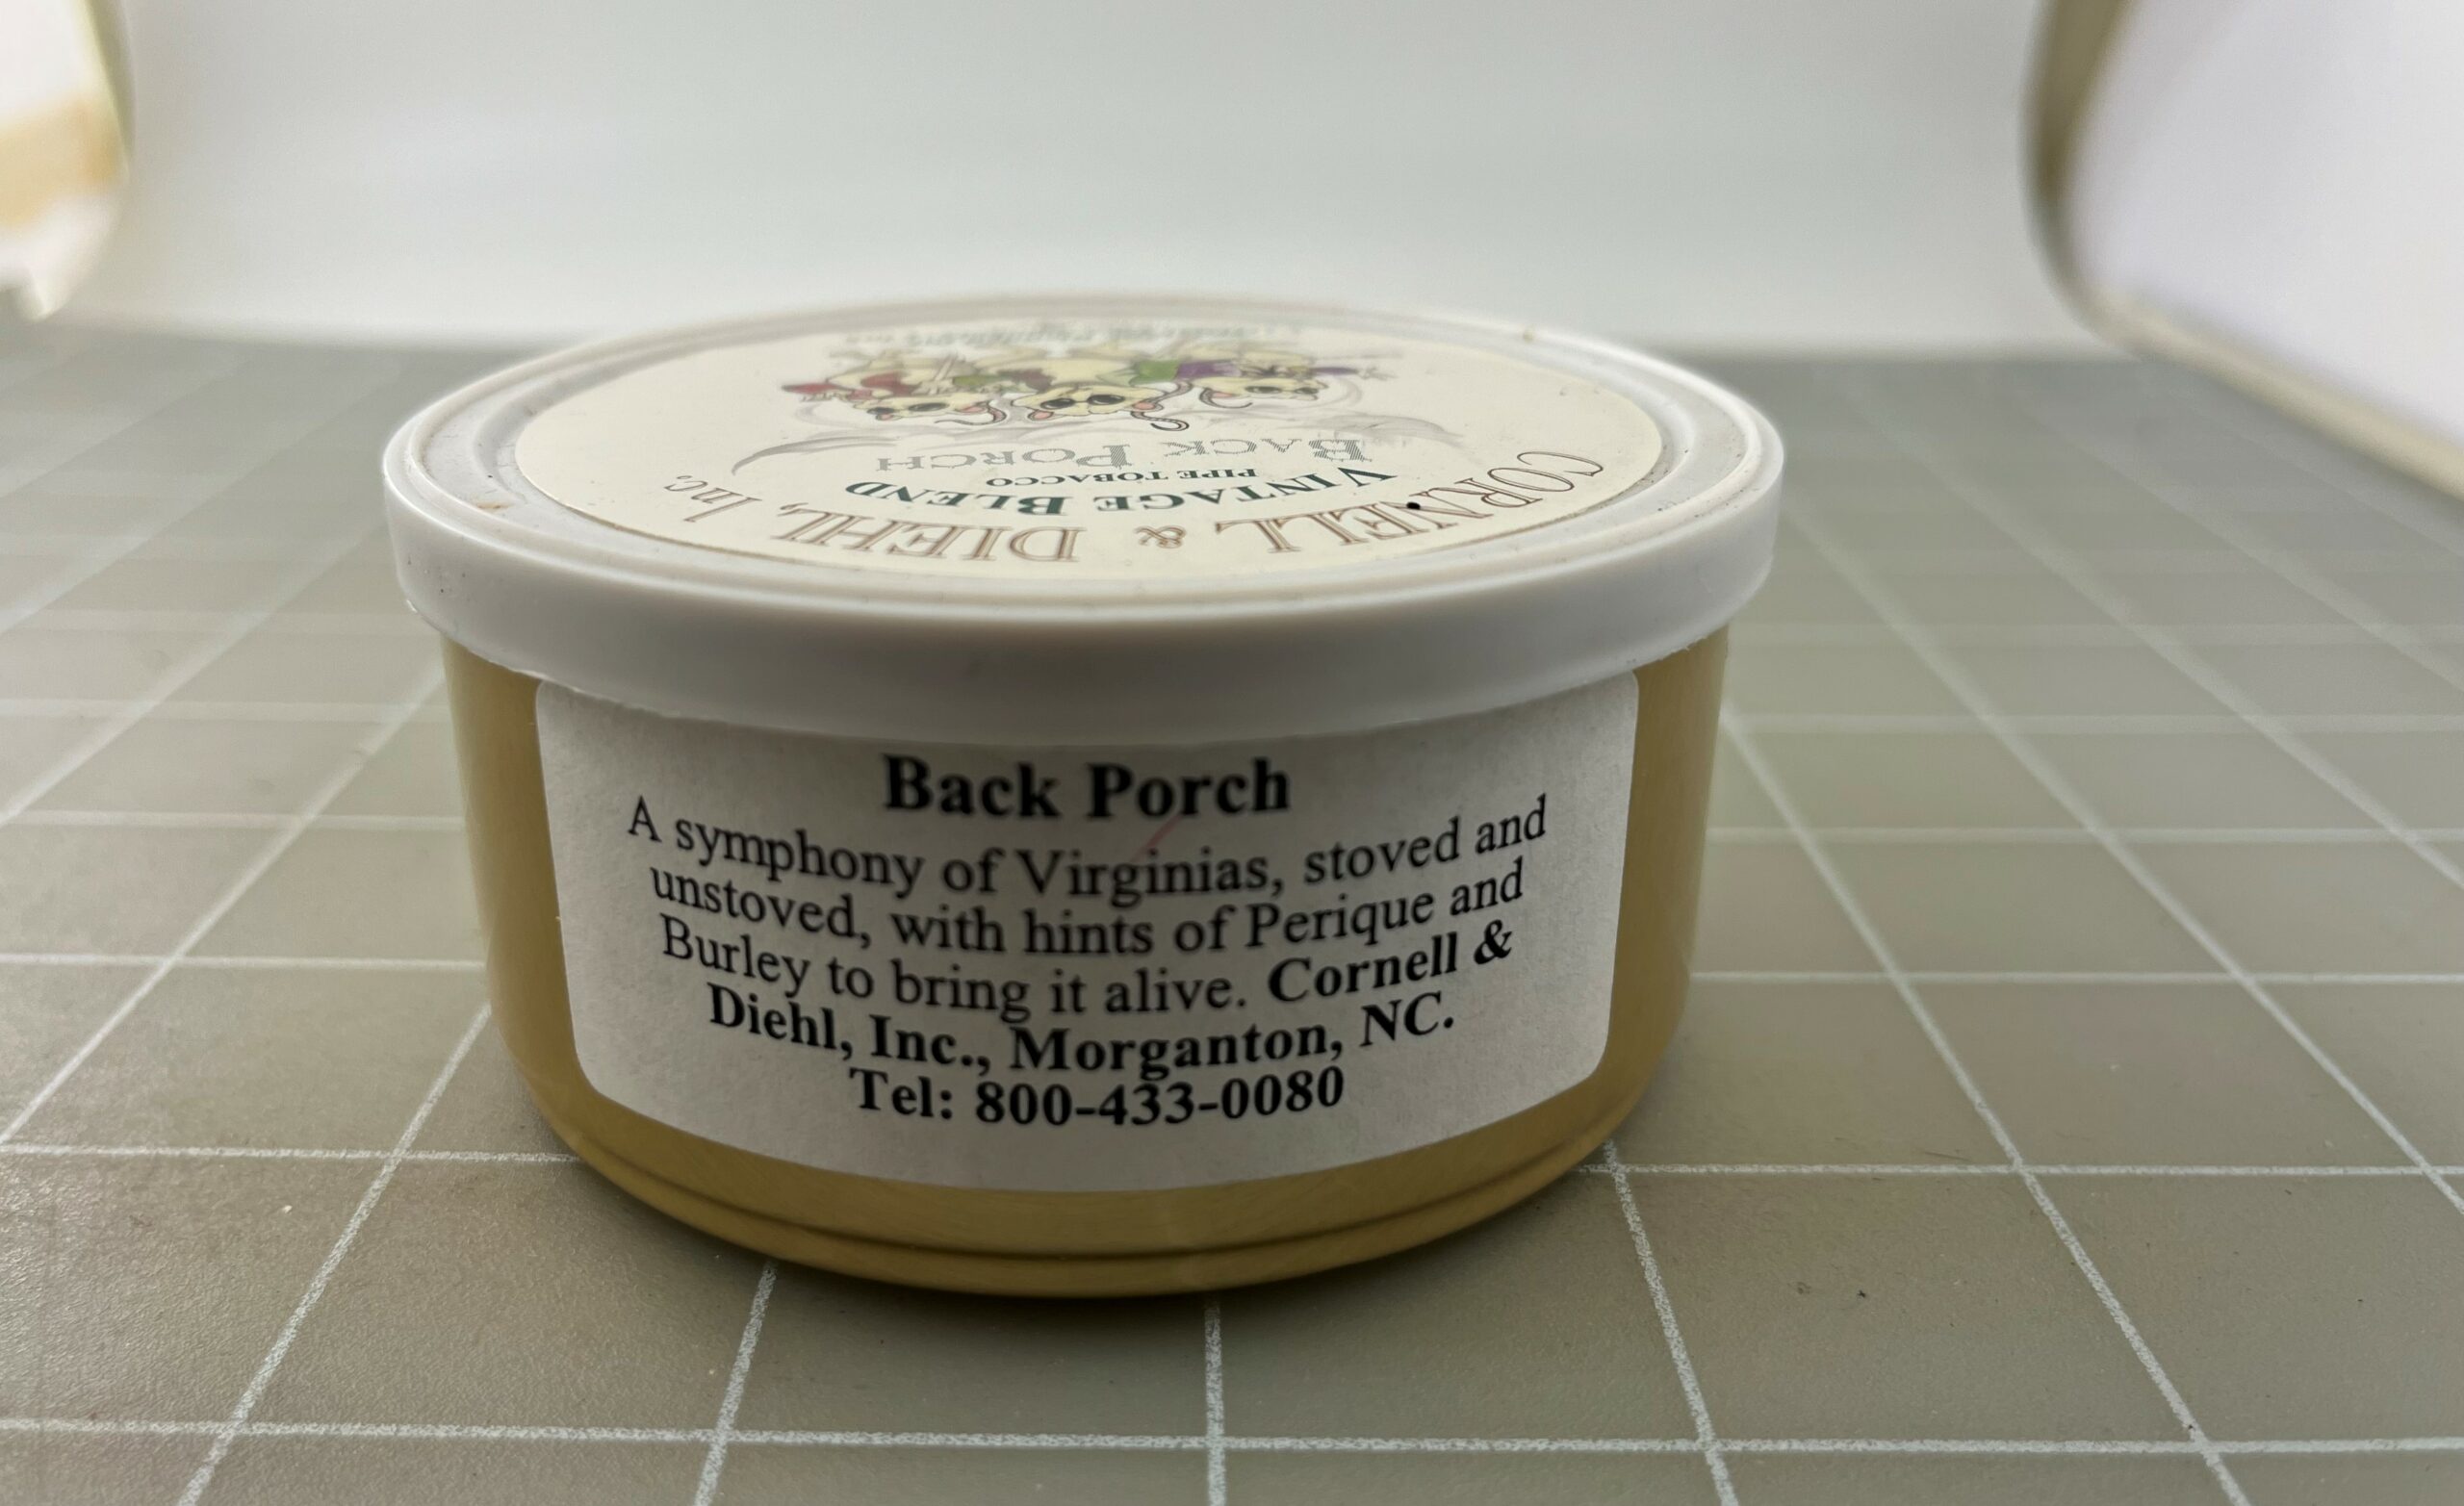 CORNELL & DIEHL, Inc.
VINTAGE BLEND
PIPE TOBACCO
BACK PORCH
Back Porch
A symphony of Virginias, stoved and
unstoved, with hints of Perique and
Burley to bring it alive. Cornell &
Diehl, Inc., Morganton, NC.
Tel: 800-433-0080